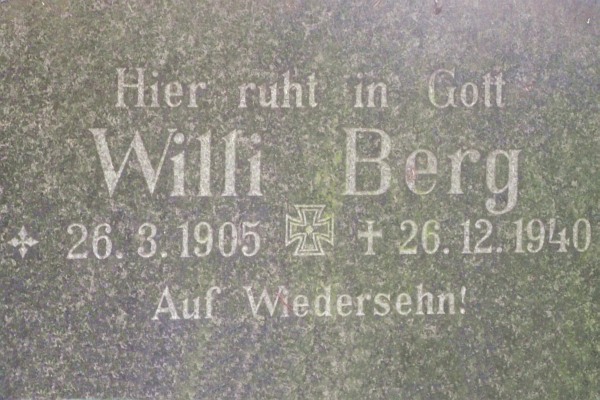 Hier ruht in Gott
Willi Berg
26.3.1905 † 26.12.1940
Auf Wiedersehn!